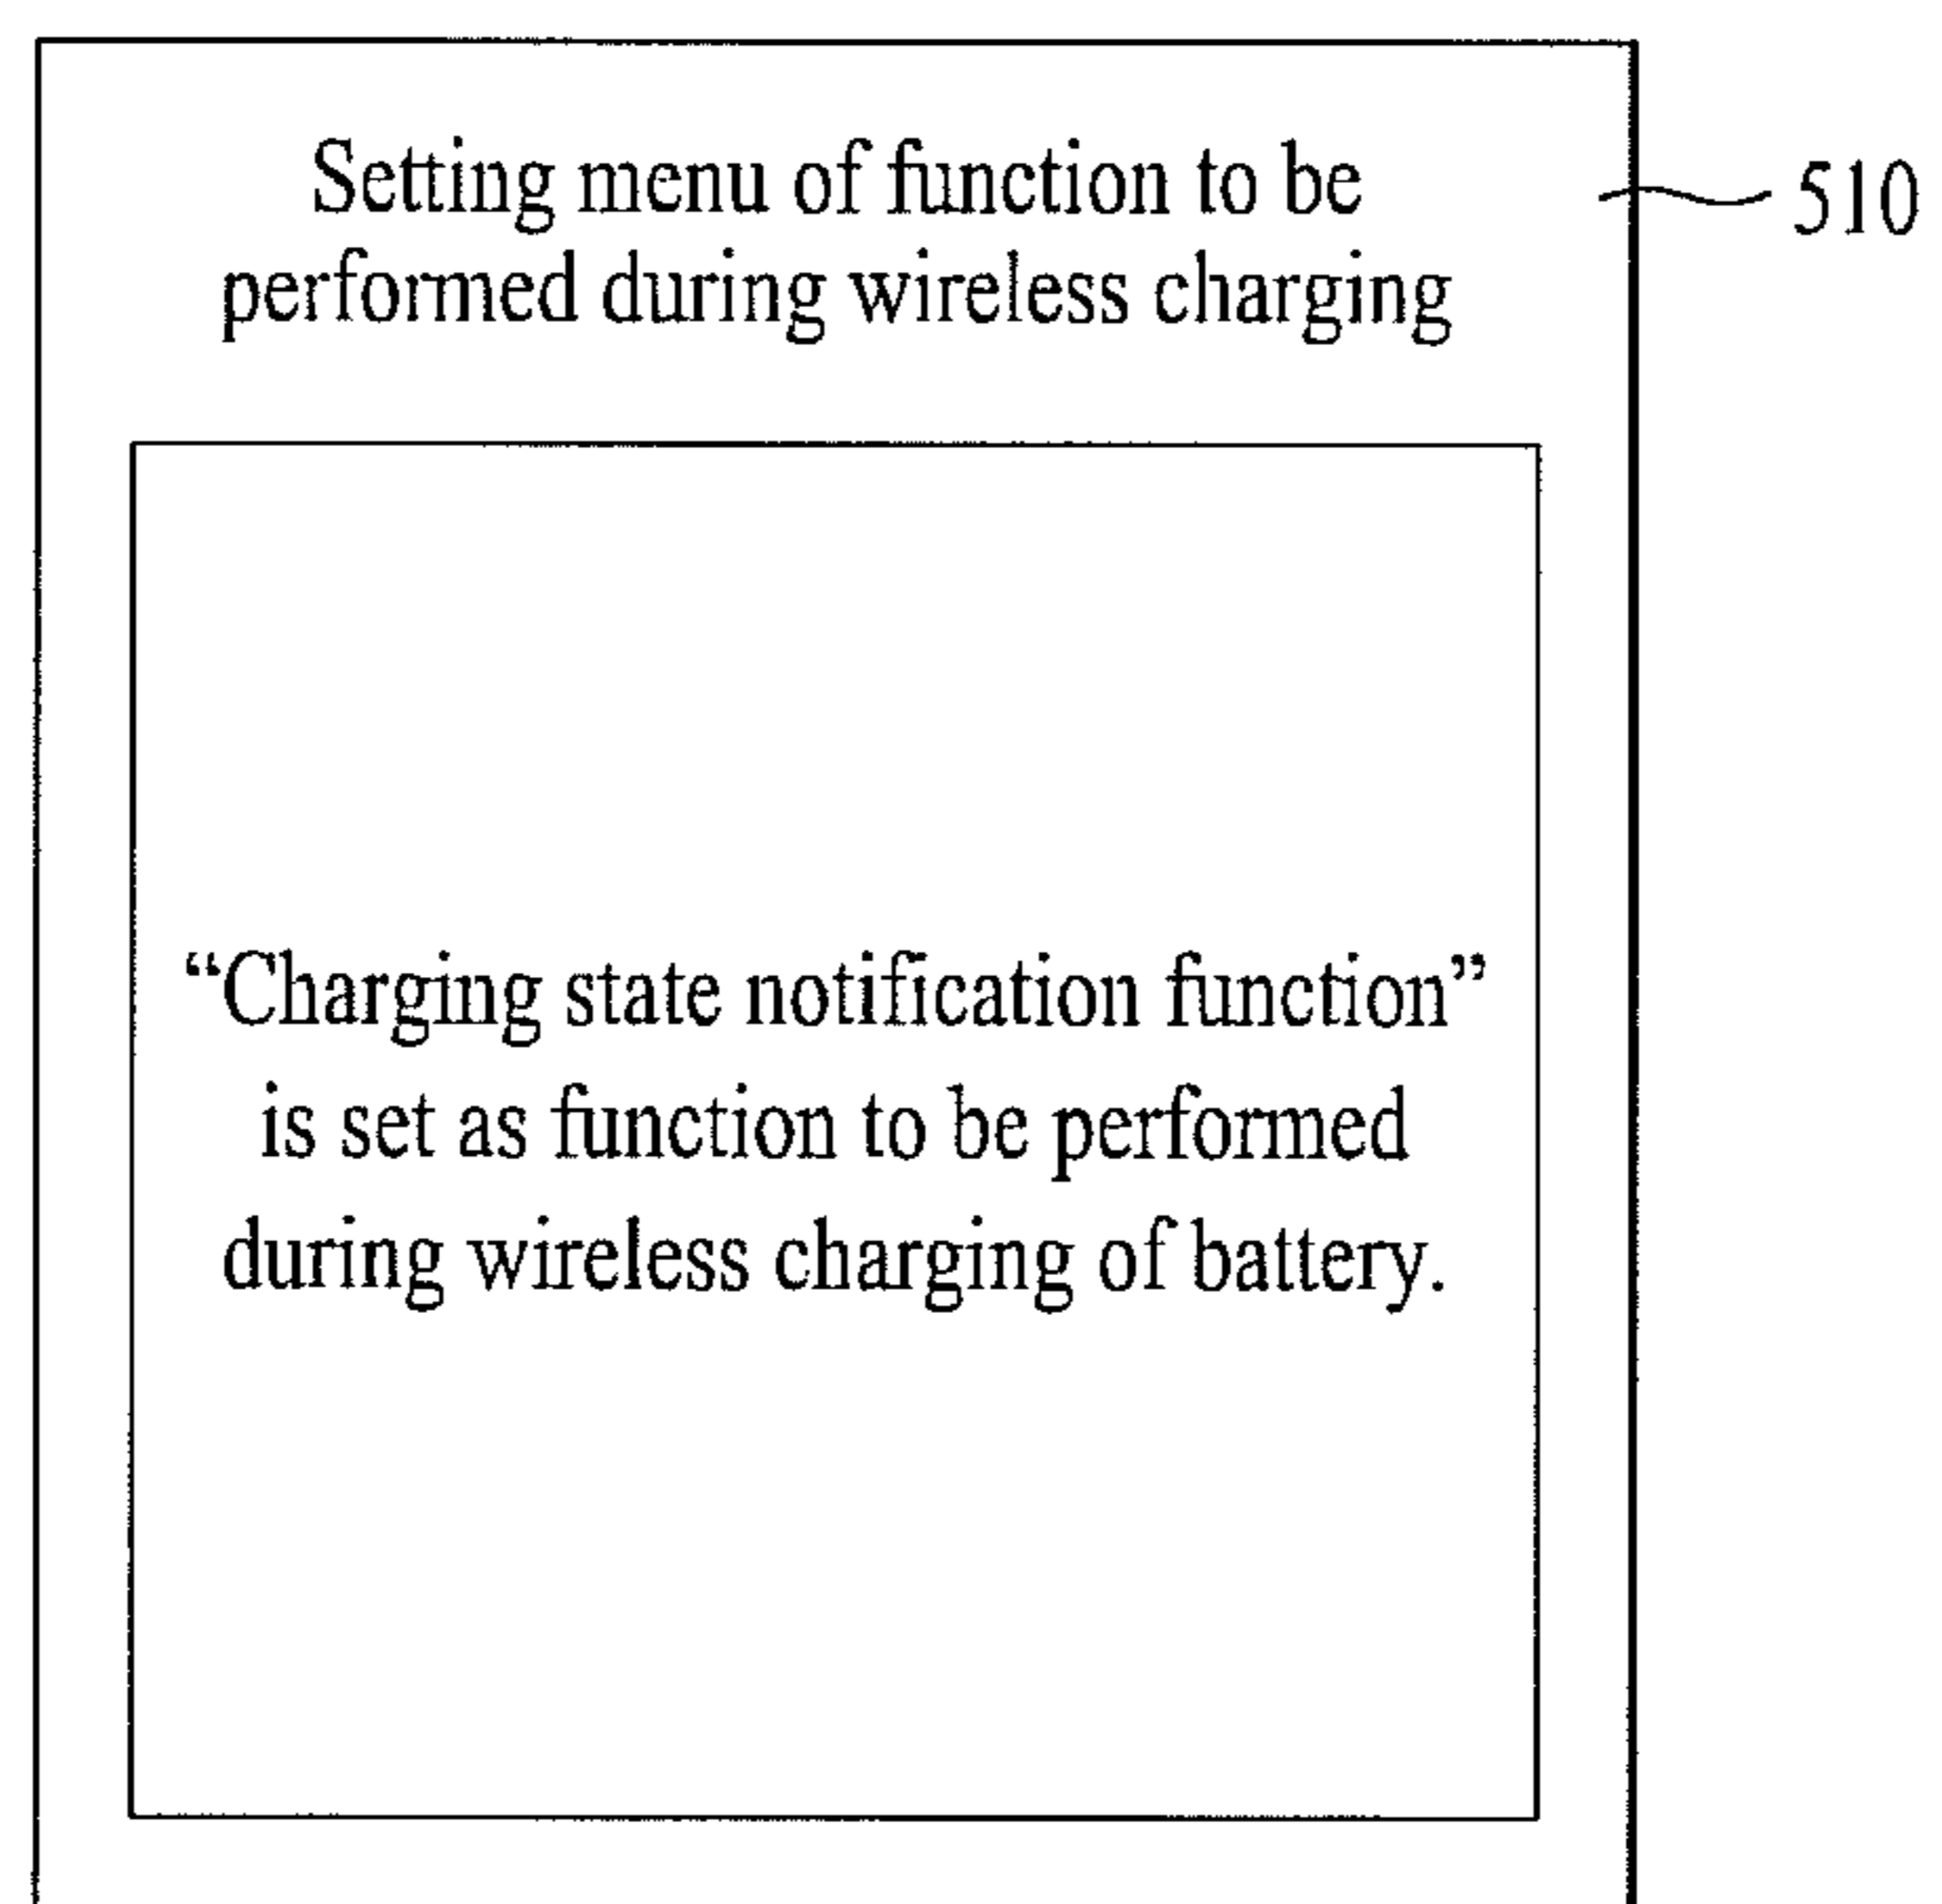 Setting menu of function to be
performed during wireless charging
510
“Charging state notification function”
is set as function to be performed
during wireless charging of battery.